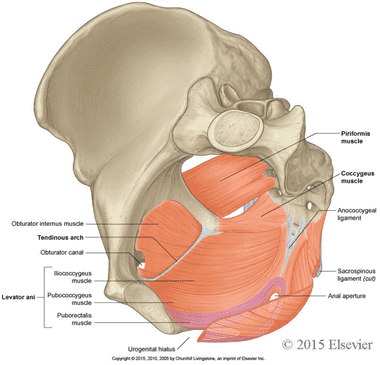 Piriformis
muscle
Coccygeus
muscle
Anococcygeal
ligament
Sacrospinous
ligament (cut)
Anal aperture
Obturator internus muscle
Tendinous arch
Obturator canal
Levator ani
Iliococcygeus
muscle
Pubococcygeus
muscle
Puborectalis
muscle
Urogenital hiatus
© 2015 Elsevier
Copyright © 2015, 2010, 2005 by Churchill Livingstone, an imprint of Elsevier Inc.